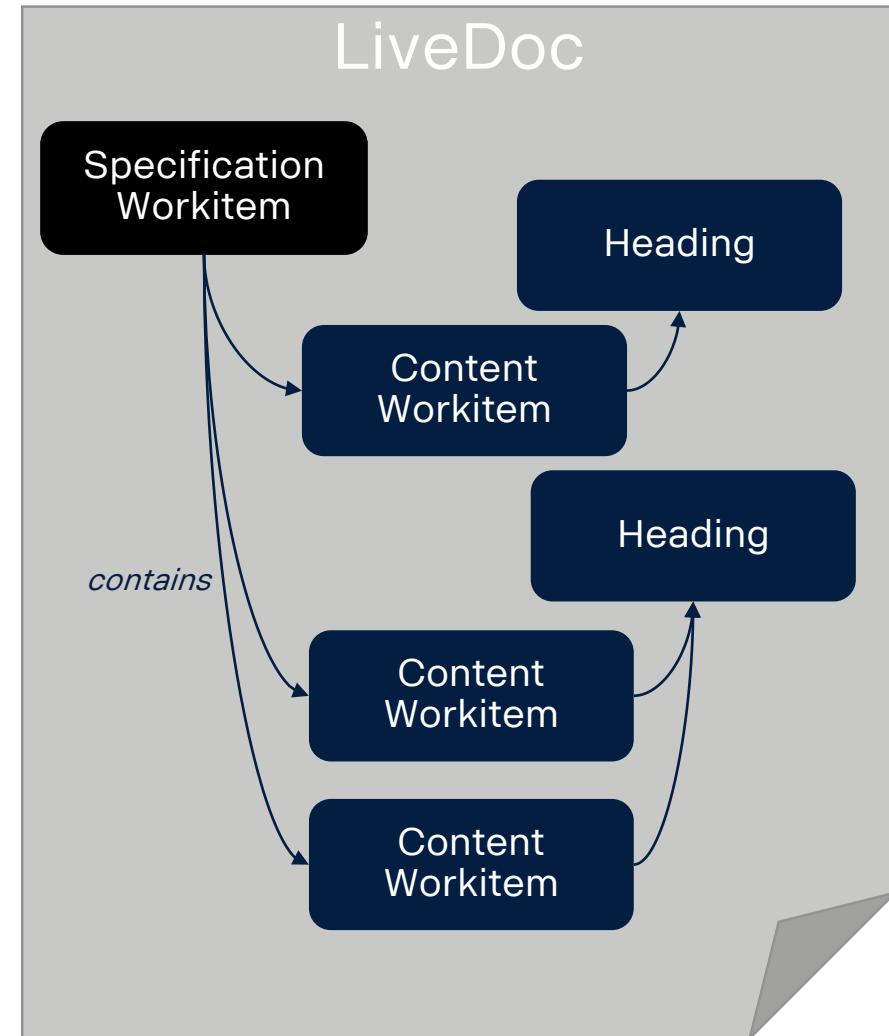 LiveDoc
Specification
Workitem
Heading
Content
Workitem
Heading
contains
Content
Workitem
Content
Workitem